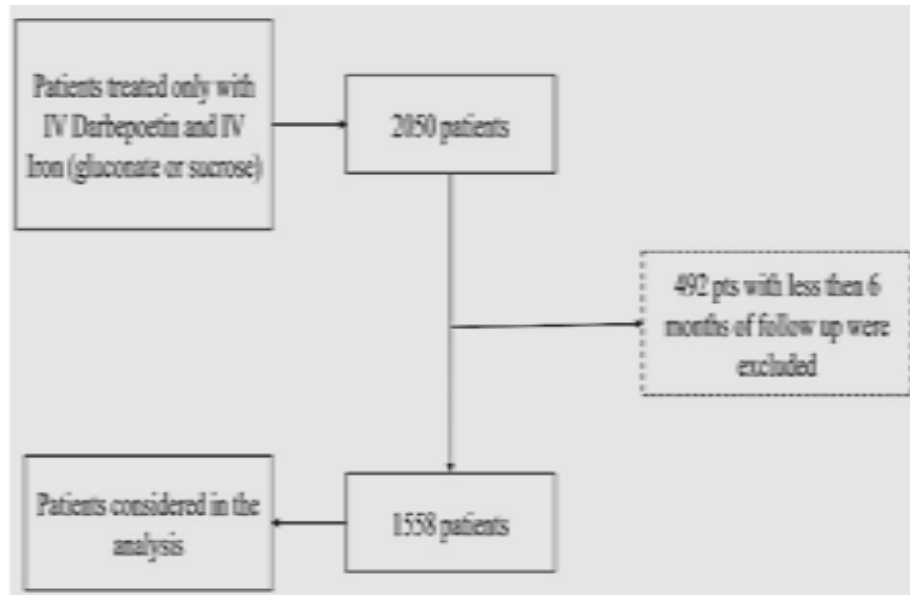 Patients treated only with
IV Darbepoetin and IV
Iron (gluconate or sucrose)
2050 patients
492 pts with less then 6
months of follow up were
excluded
1558 patients
Patients considered in the
analysis